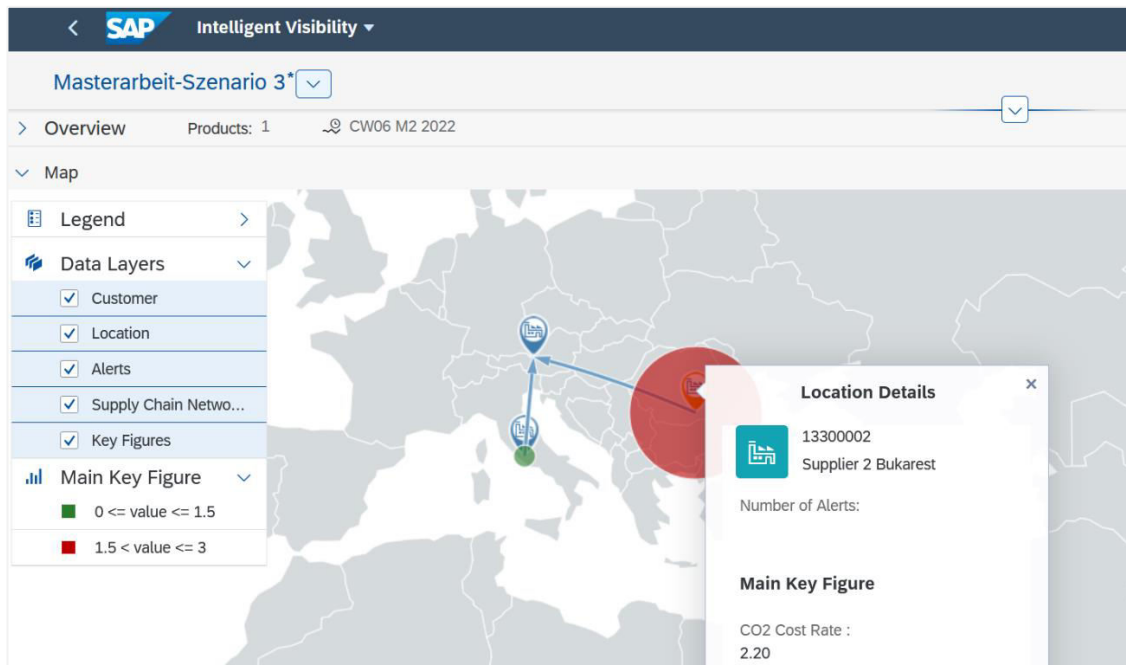 SAP Intelligent Visibility
Masterarbeit-Szenario 3*
Overview Products: 1 CW06 M2 2022
Map
Legend
Data Layers
Customer
Location
Alerts
Supply Chain Netwo...
Key Figures
Main Key Figure
0 <= value <= 1.5
1.5 < value <= 3
Location Details
13300002
Supplier 2 Bukarest
Number of Alerts:
Main Key Figure
CO2 Cost Rate :
2.20